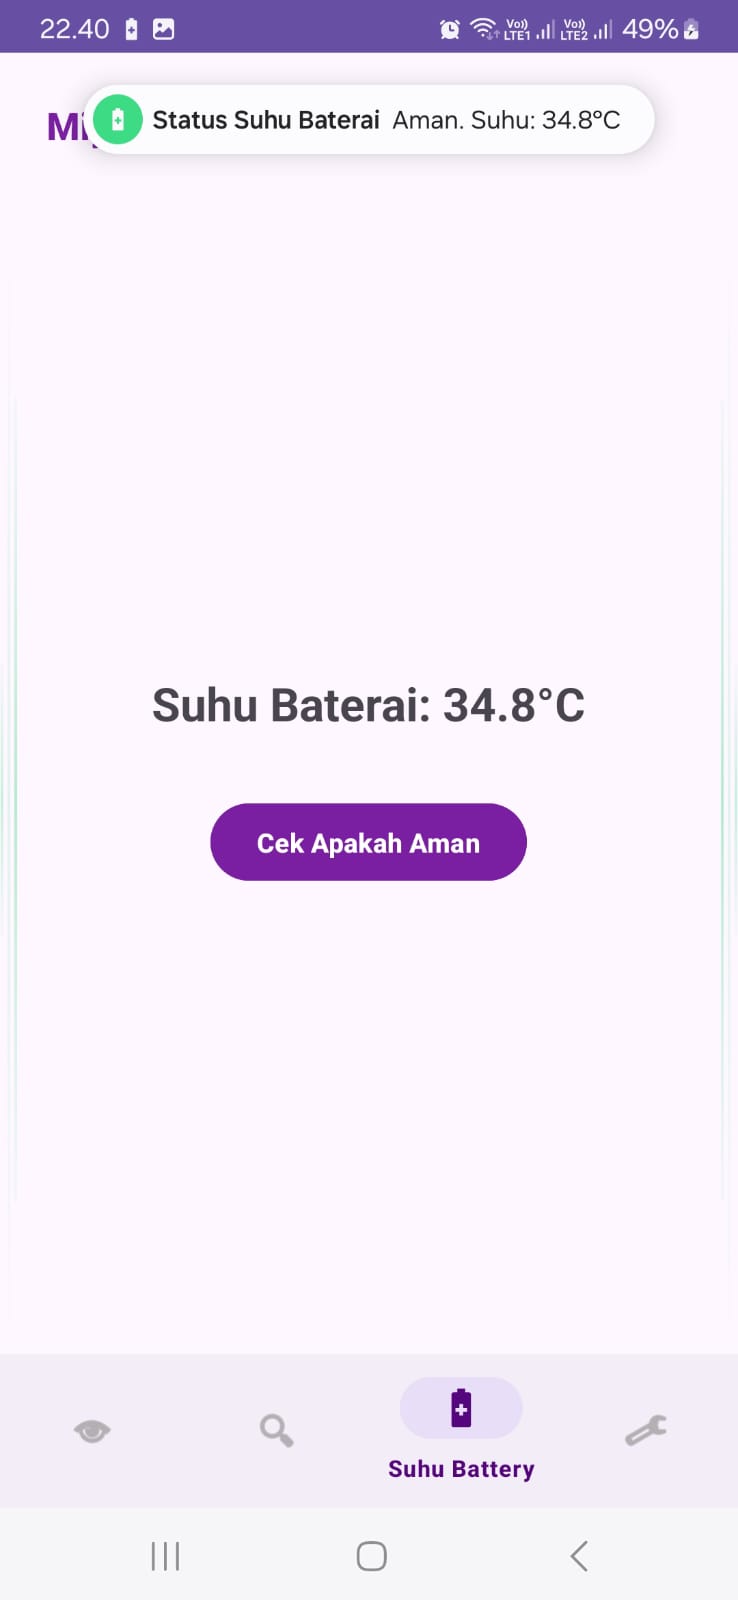 22.40 Vo)) LTE1 Vo)) LTE2 49%
Status Suhu Baterai Aman. Suhu: 34.8°C
Suhu Baterai: 34.8°C
Cek Apakah Aman
Suhu Battery